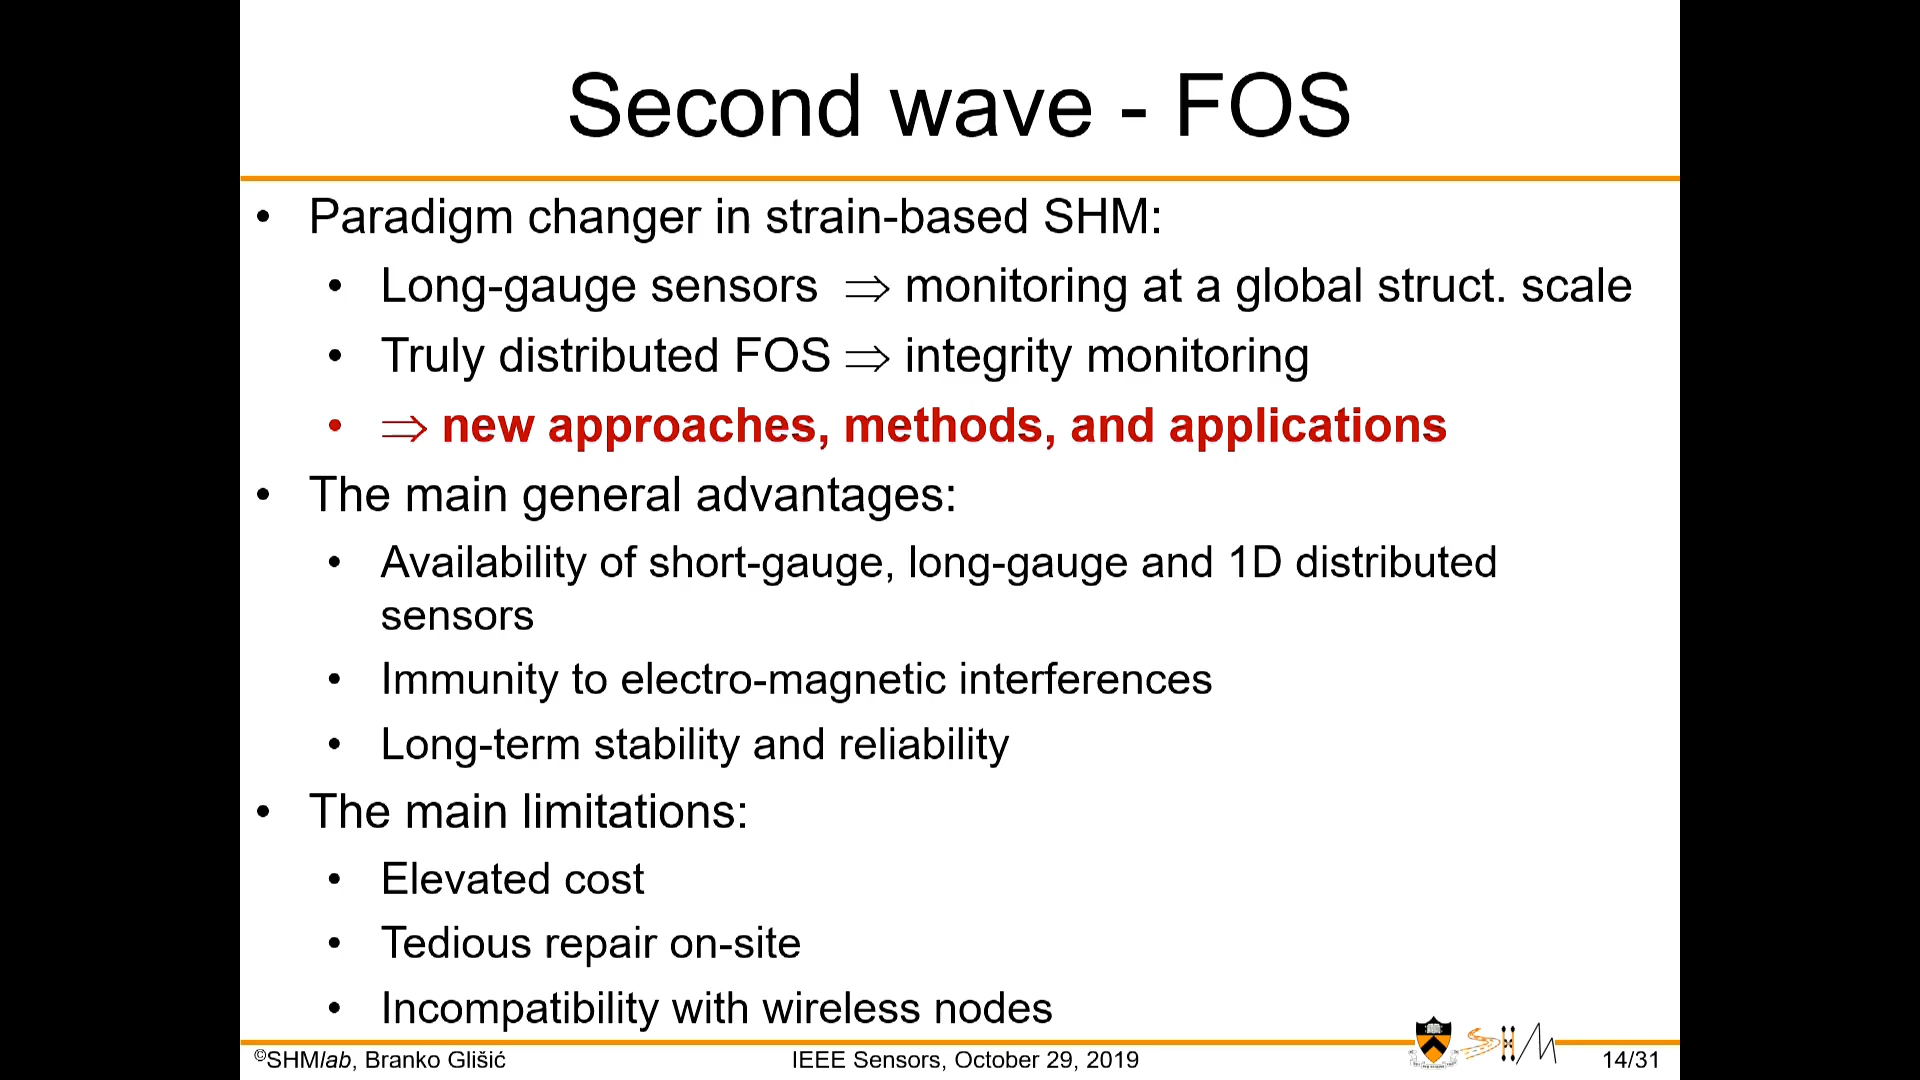 Second wave - FOS
• Paradigm changer in strain-based SHM:
• Long-gauge sensors ⇒ monitoring at a global struct. scale
• Truly distributed FOS ⇒ integrity monitoring
• ⇒ new approaches, methods, and applications
• The main general advantages:
• Availability of short-gauge, long-gauge and 1D distributed
sensors
• Immunity to electro-magnetic interferences
• Long-term stability and reliability
• The main limitations:
• Elevated cost
• Tedious repair on-site
• Incompatibility with wireless nodes
©SHMlab, Branko Glišić
IEEE Sensors, October 29, 2019
SHM
14/31